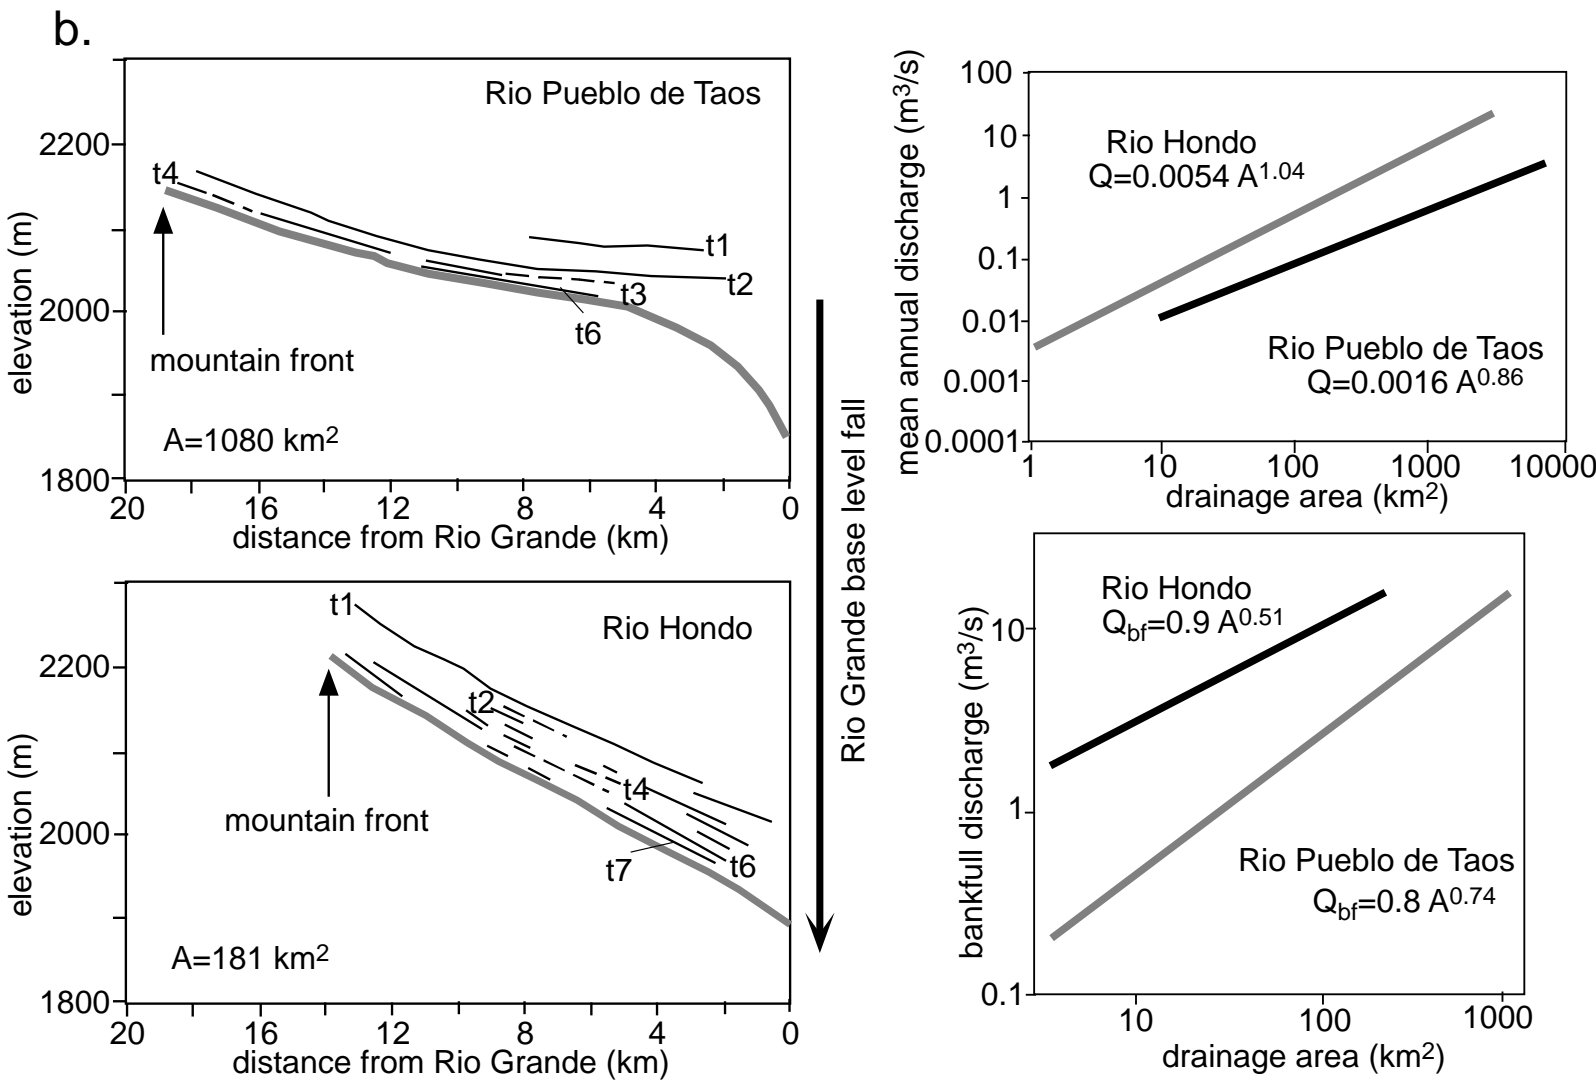 b.
Rio Pueblo de Taos
elevation (m)
2200
2000
1800
t4
t1
t2
t3
t6
mountain front
A=1080 km²
20 16 12 8 4 0
distance from Rio Grande (km)
Rio Hondo
elevation (m)
2200
2000
1800
t1
t2
t4
t6
t7
mountain front
A=181 km²
20 16 12 8 4 0
distance from Rio Grande (km)
Rio Grande base level fall
mean annual discharge (m³/s)
100
10
1
0.1
0.01
0.001
0.0001
Rio Hondo
Q=0.0054 A^1.04
Rio Pueblo de Taos
Q=0.0016 A^0.86
1 10 100 1000 10000
drainage area (km²)
bankfull discharge (m³/s)
10
1
0.1
Rio Hondo
Q_bf=0.9 A^0.51
Rio Pueblo de Taos
Q_bf=0.8 A^0.74
10 100 1000
drainage area (km²)